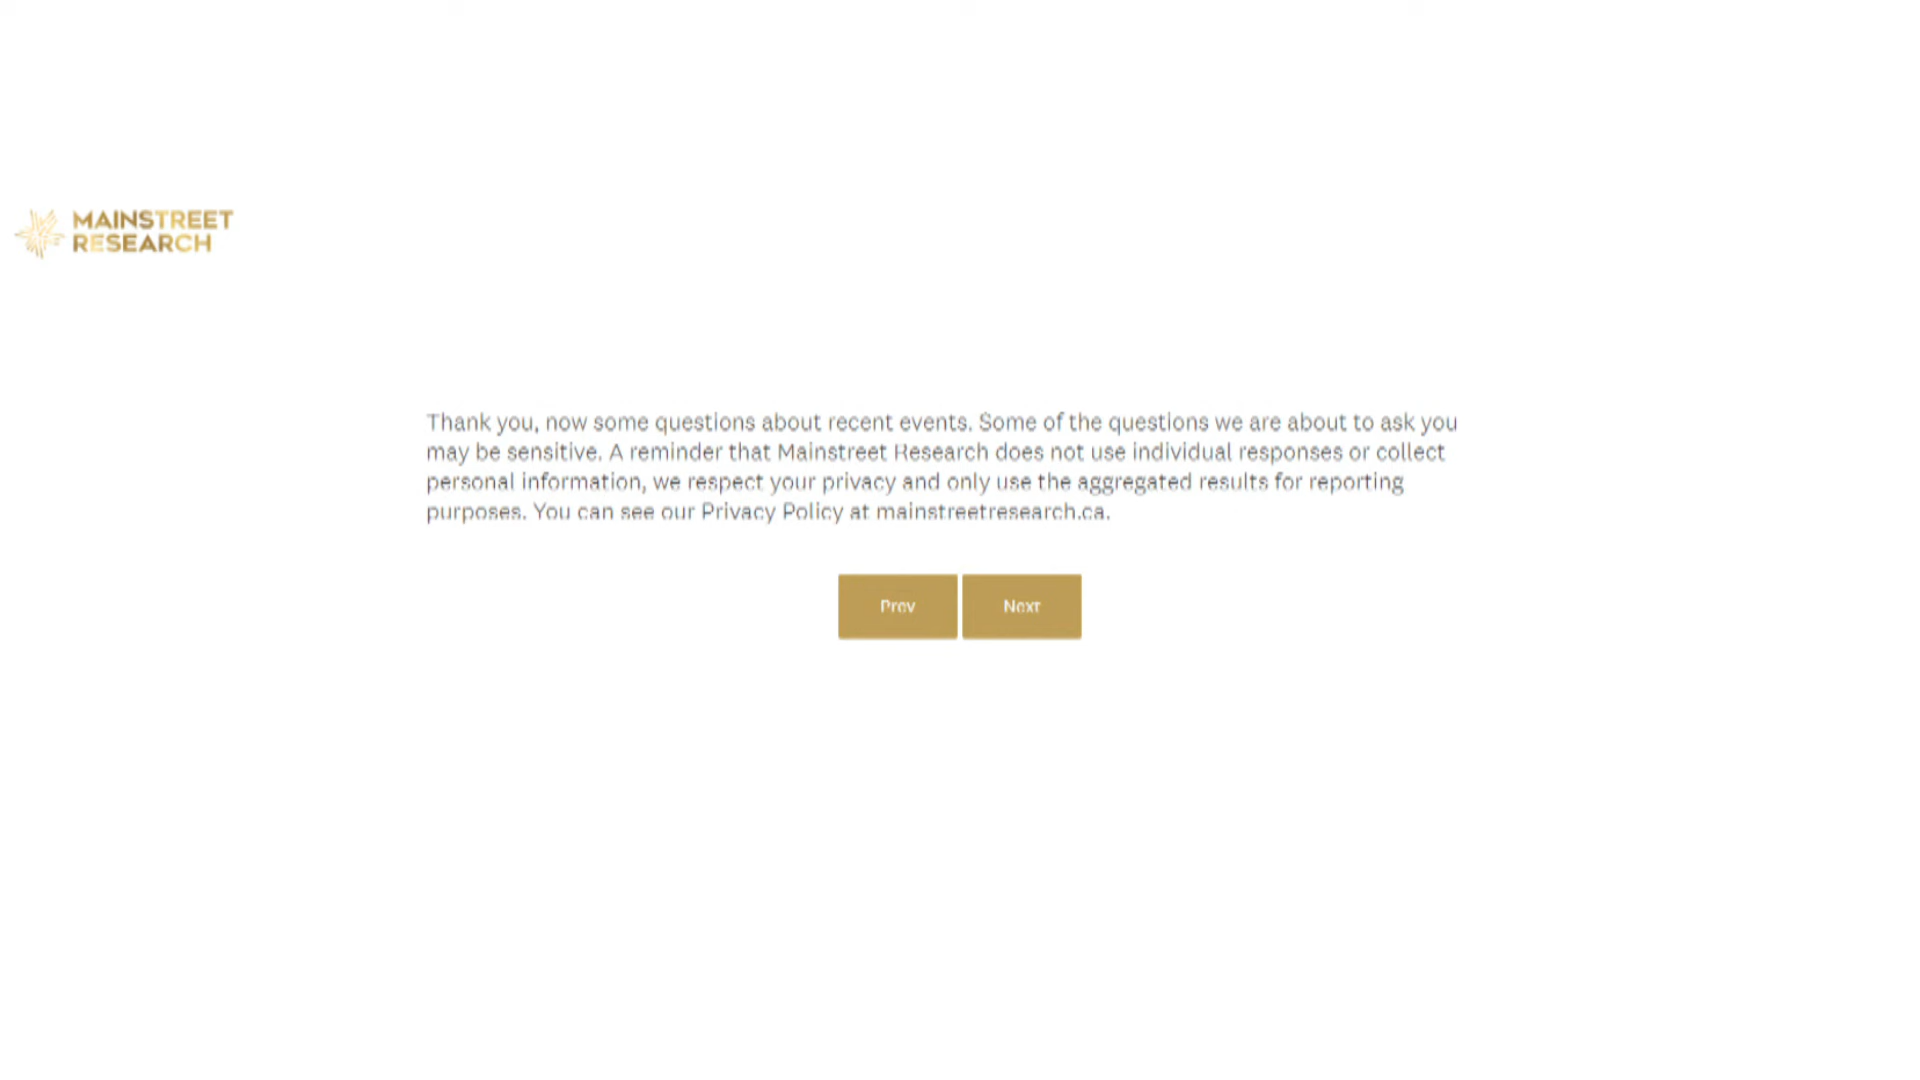 MAINSTREET
RESEARCH
Thank you, now some questions about recent events. Some of the questions we are about to ask you
may be sensitive. A reminder that Mainstreet Research does not use individual responses or collect
personal information, we respect your privacy and only use the aggregated results for reporting
purposes. You can see our Privacy Policy at mainstreetresearch.ca.
Prev
Next